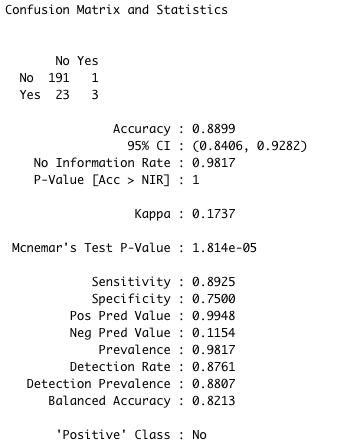 Confusion Matrix and Statistics
No Yes
No 191 1
Yes 23 3
Accuracy : 0.8899
95% CI : (0.8406, 0.9282)
No Information Rate : 0.9817
P-Value [Acc > NIR] : 1
Kappa : 0.1737
Mcnemar's Test P-Value : 1.814e-05
Sensitivity : 0.8925
Specificity : 0.7500
Pos Pred Value : 0.9948
Neg Pred Value : 0.1154
Prevalence : 0.9817
Detection Rate : 0.8761
Detection Prevalence : 0.8807
Balanced Accuracy : 0.8213
'Positive' Class : No